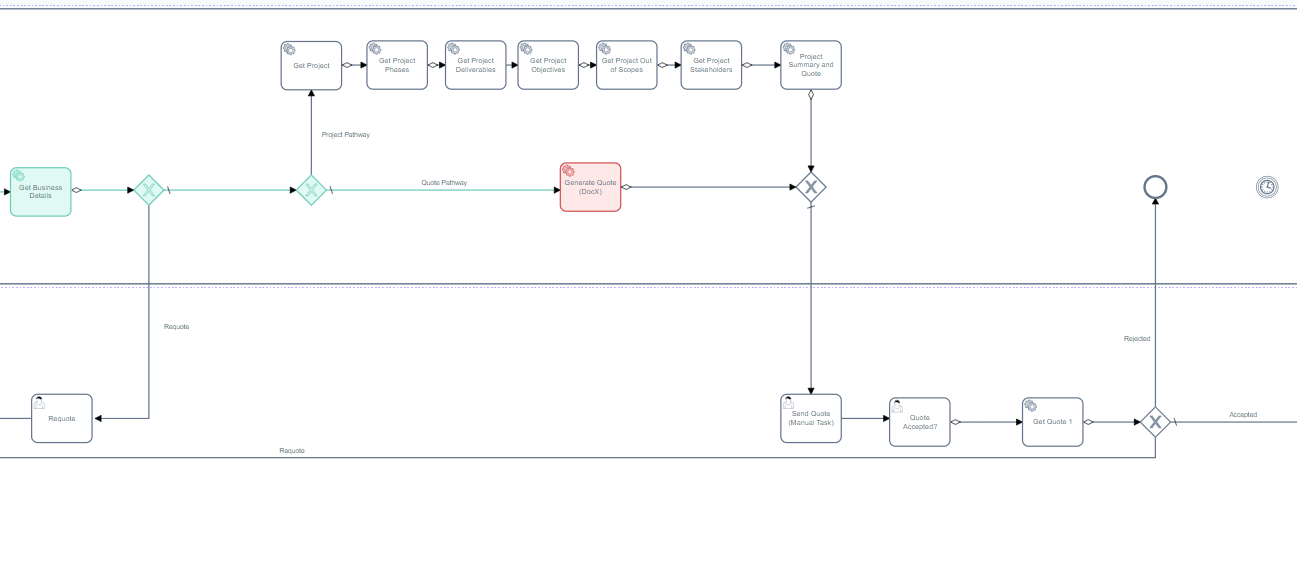 Get Project
Get Project
Phases
Get Project
Deliverables
Get Project
Objectives
Get Project Out
of Scopes
Get Project
Stakeholders
Project
Summary and
Quote
Project Pathway
Get Business
Details
X
X
Quote Pathway
Generate Quote
(DocX)
X
Requote
Rejected
Requote
Send Quote
(Manual Task)
Quote
Accepted?
Get Quote 1
X
Accepted
Requote